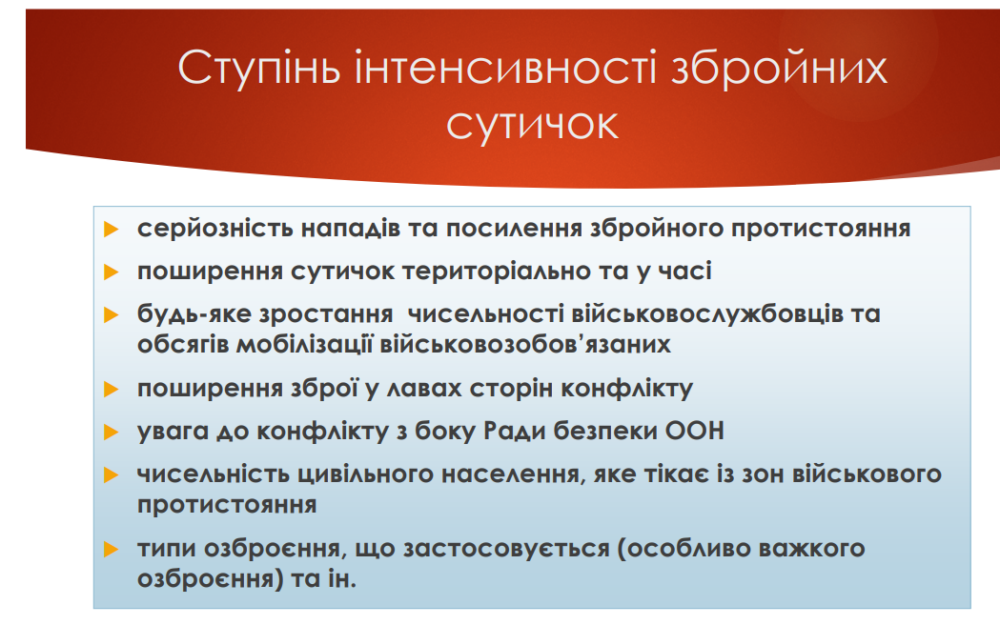 Ступінь інтенсивності збройних
сутичок
серйозність нападів та посилення збройного протистояння
поширення сутичок територіально та у часі
будь-яке зростання чисельності військовослужбовців та
обсягів мобілізації військовозобов’язаних
поширення зброї у лавах сторін конфлікту
увага до конфлікту з боку Ради безпеки ООН
чисельність цивільного населення, яке тікає із зон військового
протистояння
типи озброєння, що застосовується (особливо важкого
озброєння) та ін.